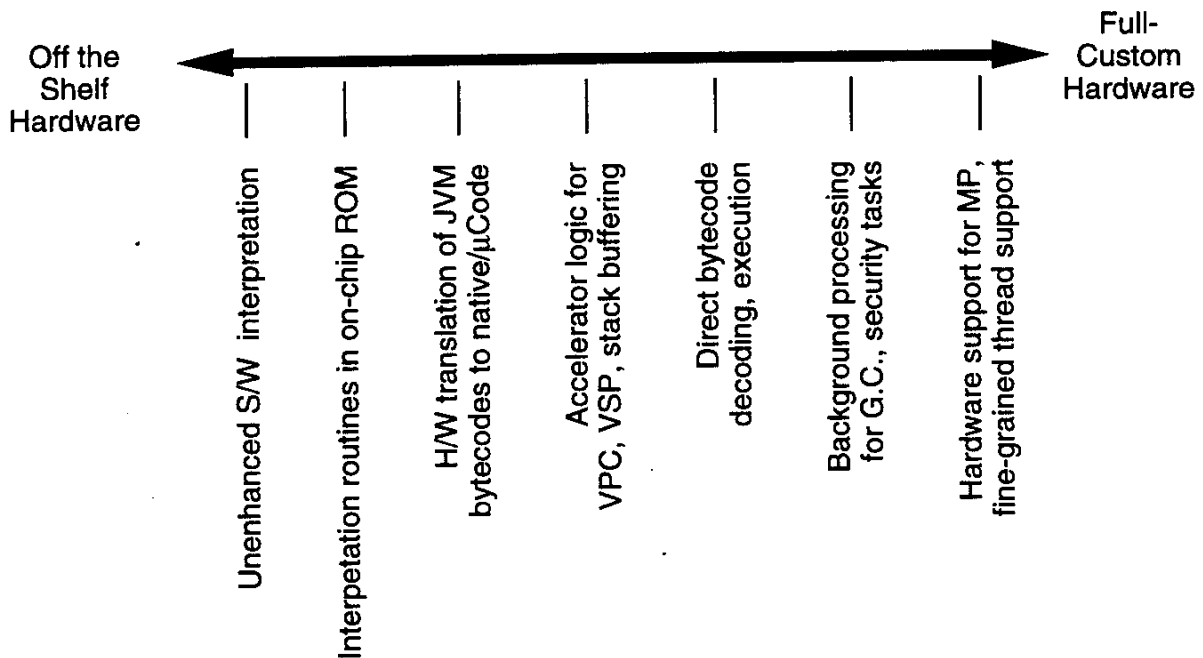 Off the
Shelf
Hardware
Full-
Custom
Hardware
Unenhanced S/W interpretation
Interpetation routines in on-chip ROM
H/W translation of JVM
bytecodes to native/μCode
Accelerator logic for
VPC, VSP, stack buffering
Direct bytecode
decoding, execution
Background processing
for G.C., security tasks
Hardware support for MP,
fine-grained thread support